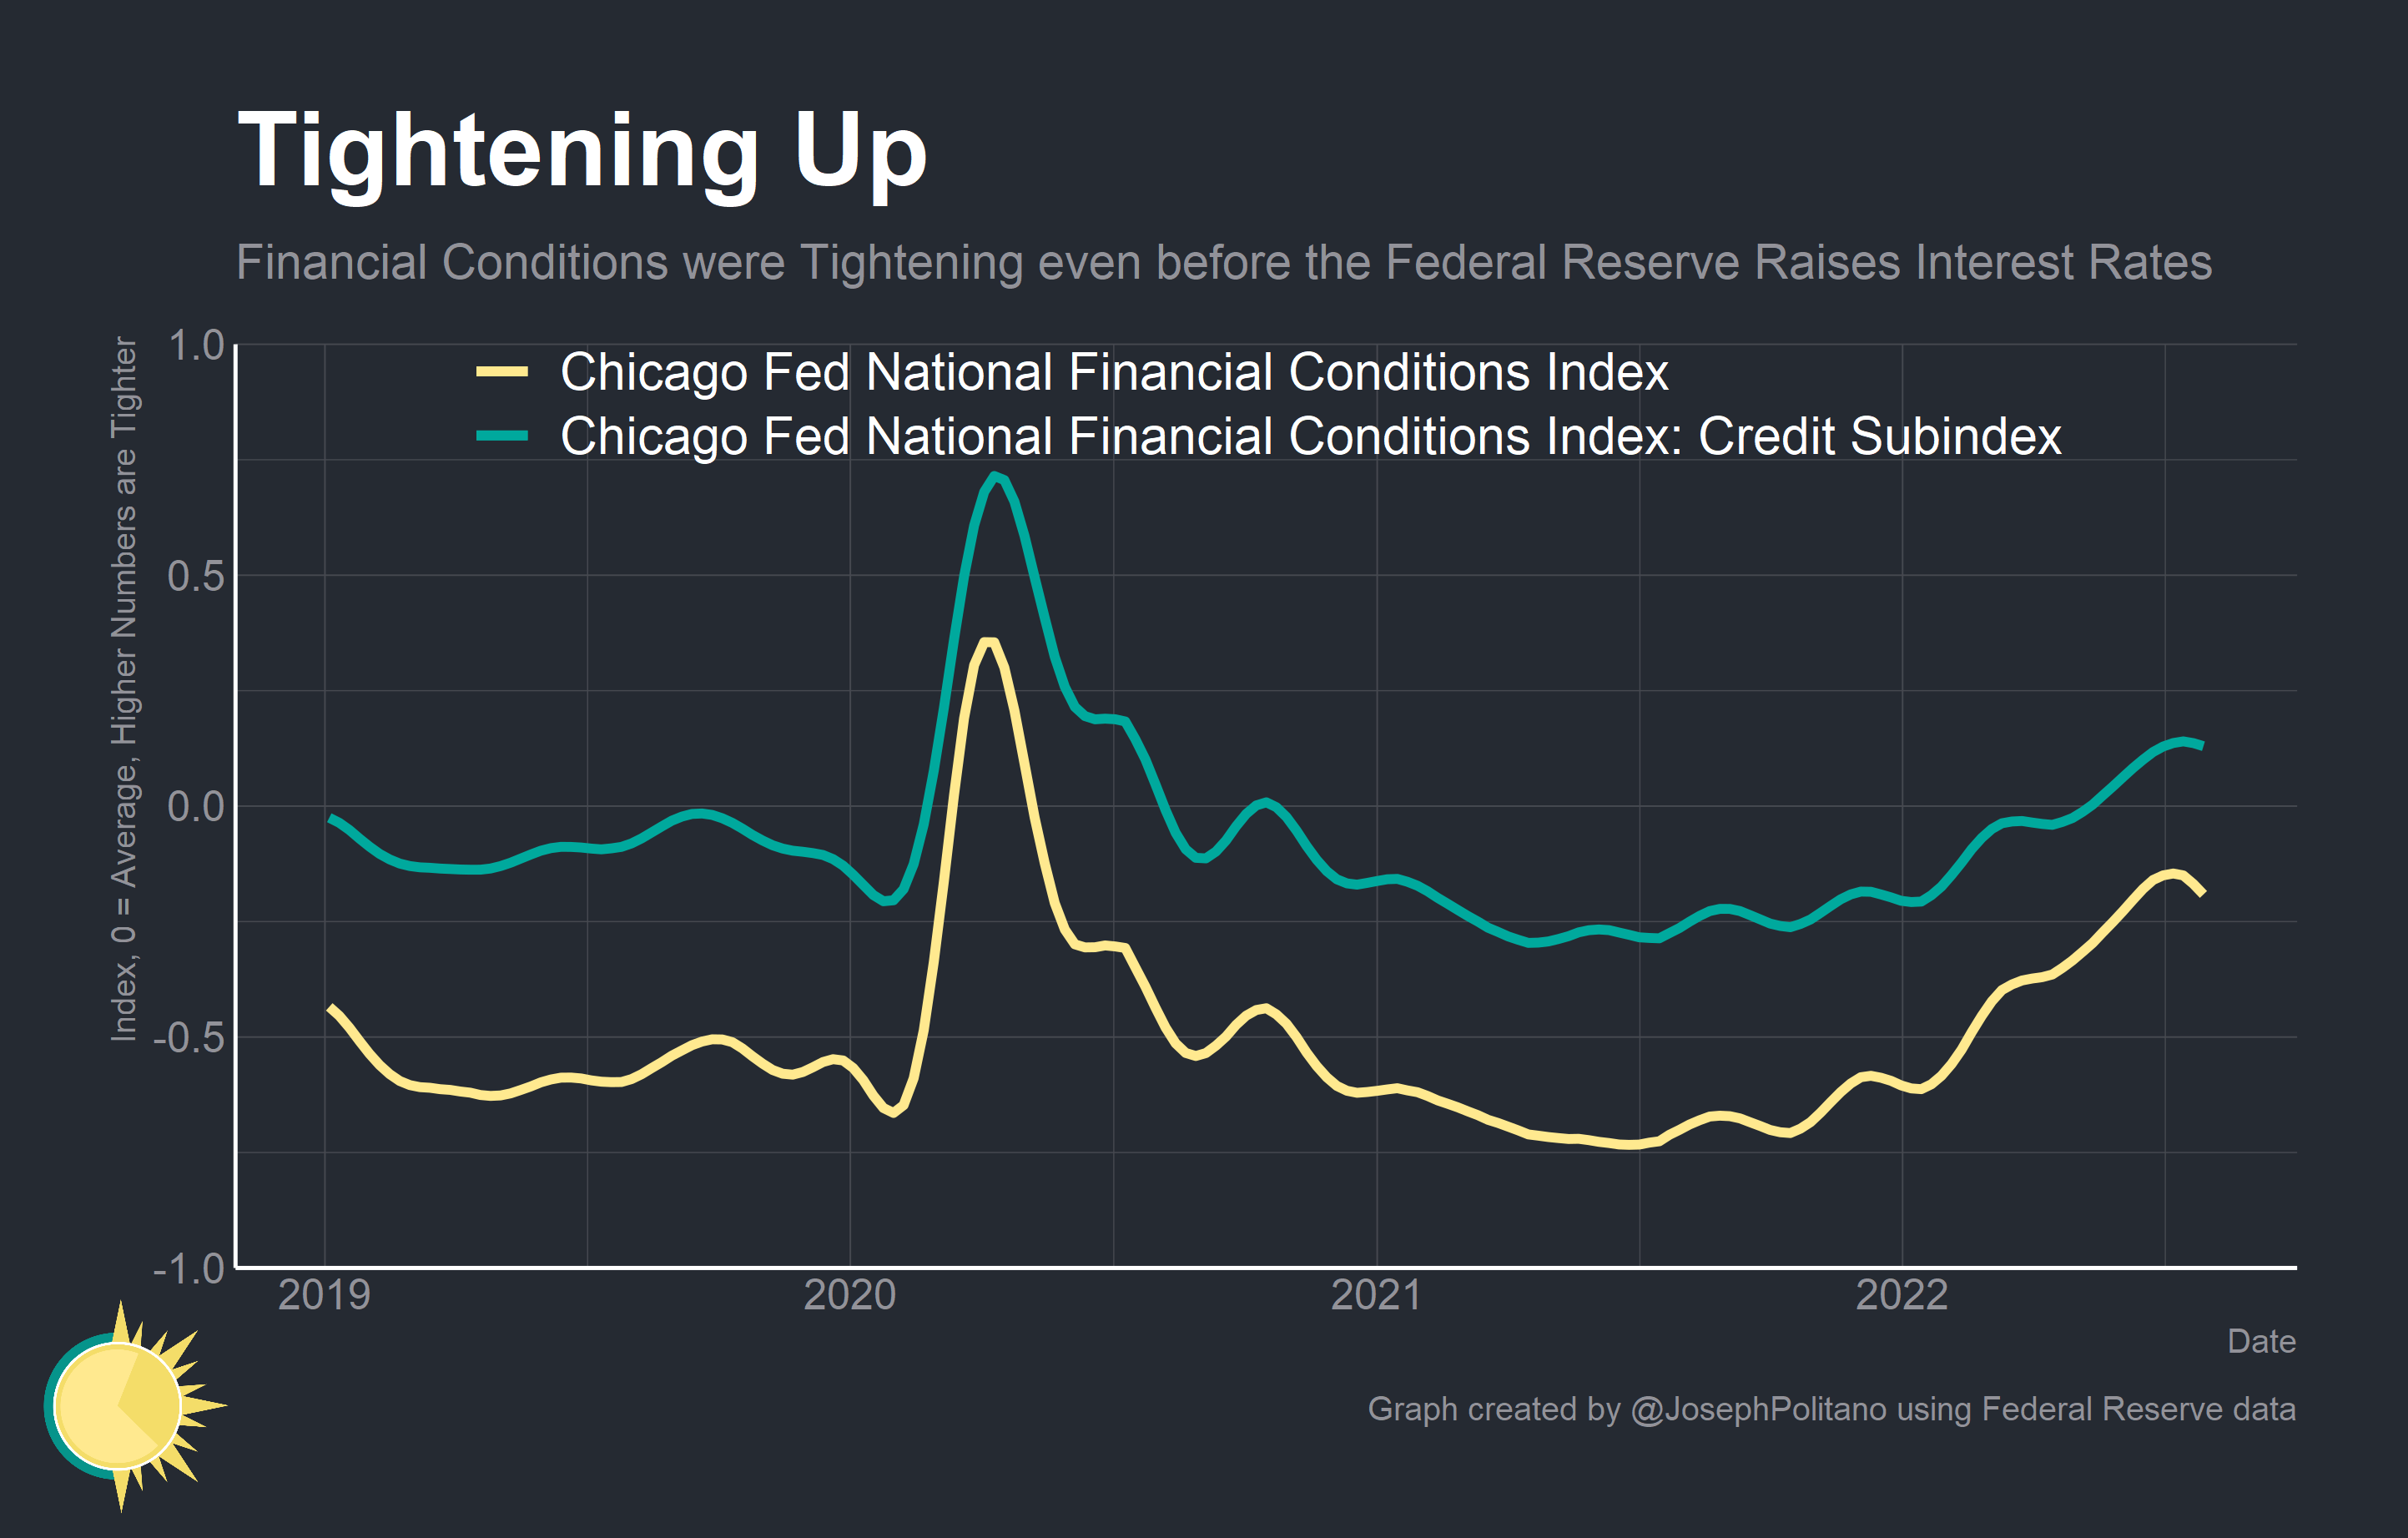 Tightening Up
Financial Conditions were Tightening even before the Federal Reserve Raises Interest Rates
Index, 0 = Average, Higher Numbers are Tighter
1.0
0.5
0.0
-0.5
-1.0
Chicago Fed National Financial Conditions Index
Chicago Fed National Financial Conditions Index: Credit Subindex
2019
2020
2021
2022
Date
Graph created by @JosephPolitano using Federal Reserve data